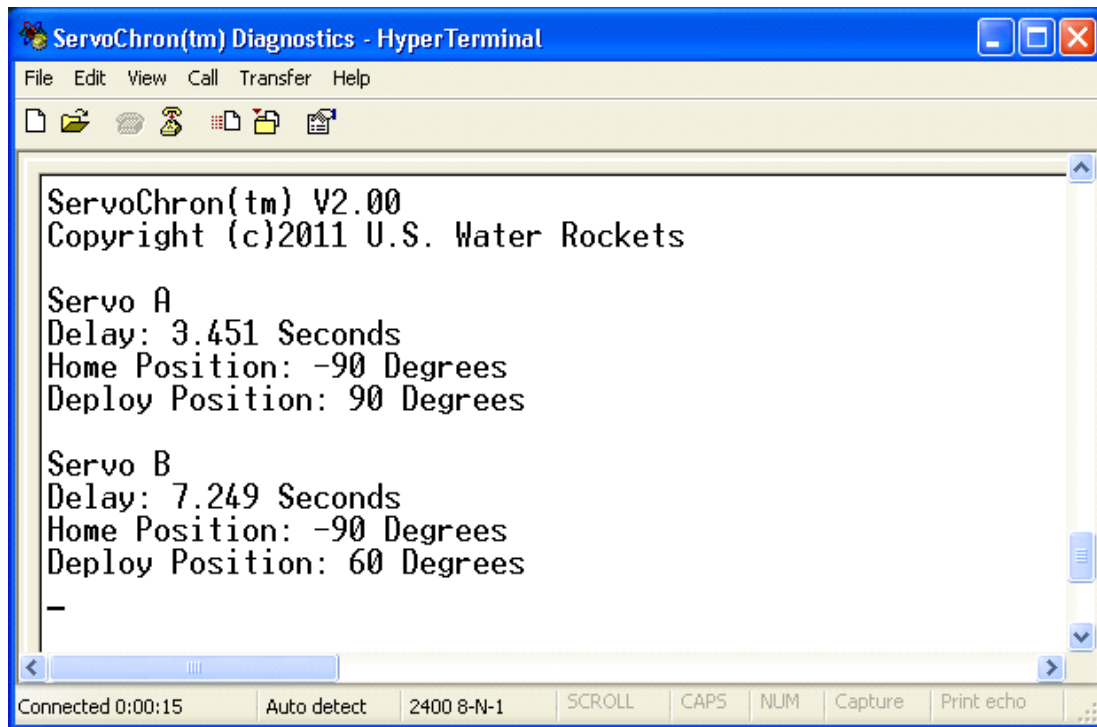 ServoChron(tm) Diagnostics - HyperTerminal
File Edit View Call Transfer Help
ServoChron(tm) V2.00
Copyright (c)2011 U.S. Water Rockets
Servo A
Delay: 3.451 Seconds
Home Position: -90 Degrees
Deploy Position: 90 Degrees
Servo B
Delay: 7.249 Seconds
Home Position: -90 Degrees
Deploy Position: 60 Degrees
Connected 0:00:15 Auto detect 2400 8-N-1 SCROLL CAPS NUM Capture Print echo